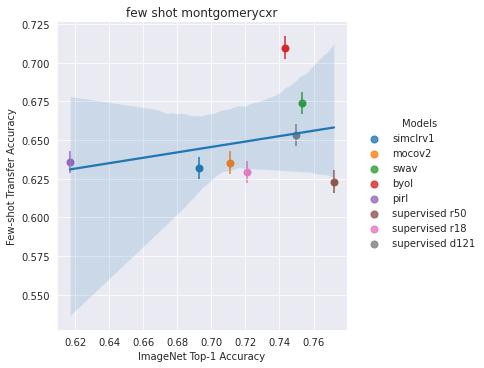 few shot montgomerycxr
0.725
0.700
0.675
0.650
0.625
0.600
0.575
0.550
Few-shot Transfer Accuracy
0.62 0.64 0.66 0.68 0.70 0.72 0.74 0.76
ImageNet Top-1 Accuracy
Models
simclrv1
mocov2
swav
byol
pirl
supervised r50
supervised r18
supervised d121